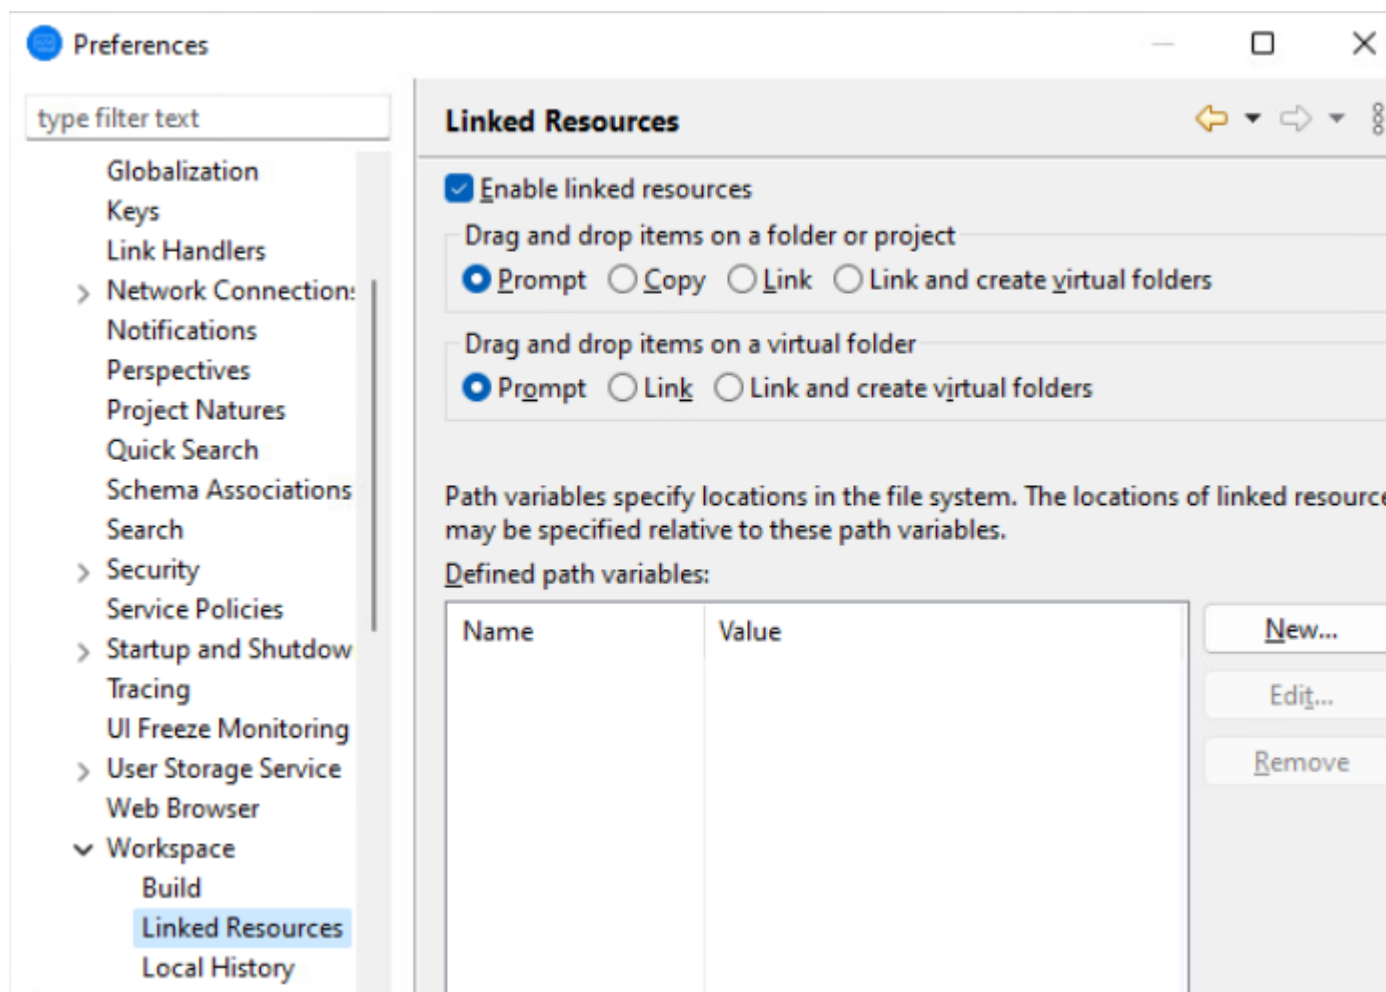 Preferences
type filter text
Globalization
Keys
Link Handlers
Network Connection
Notifications
Perspectives
Project Natures
Quick Search
Schema Associations
Search
Security
Service Policies
Startup and Shutdow
Tracing
UI Freeze Monitoring
User Storage Service
Web Browser
Workspace
Build
Linked Resources
Local History
Linked Resources
Enable linked resources
Drag and drop items on a folder or project
Prompt Copy Link Link and create virtual folders
Drag and drop items on a virtual folder
Prompt Link Link and create virtual folders
Path variables specify locations in the file system. The locations of linked resource
may be specified relative to these path variables.
Defined path variables:
Name Value
New...
Edit...
Remove